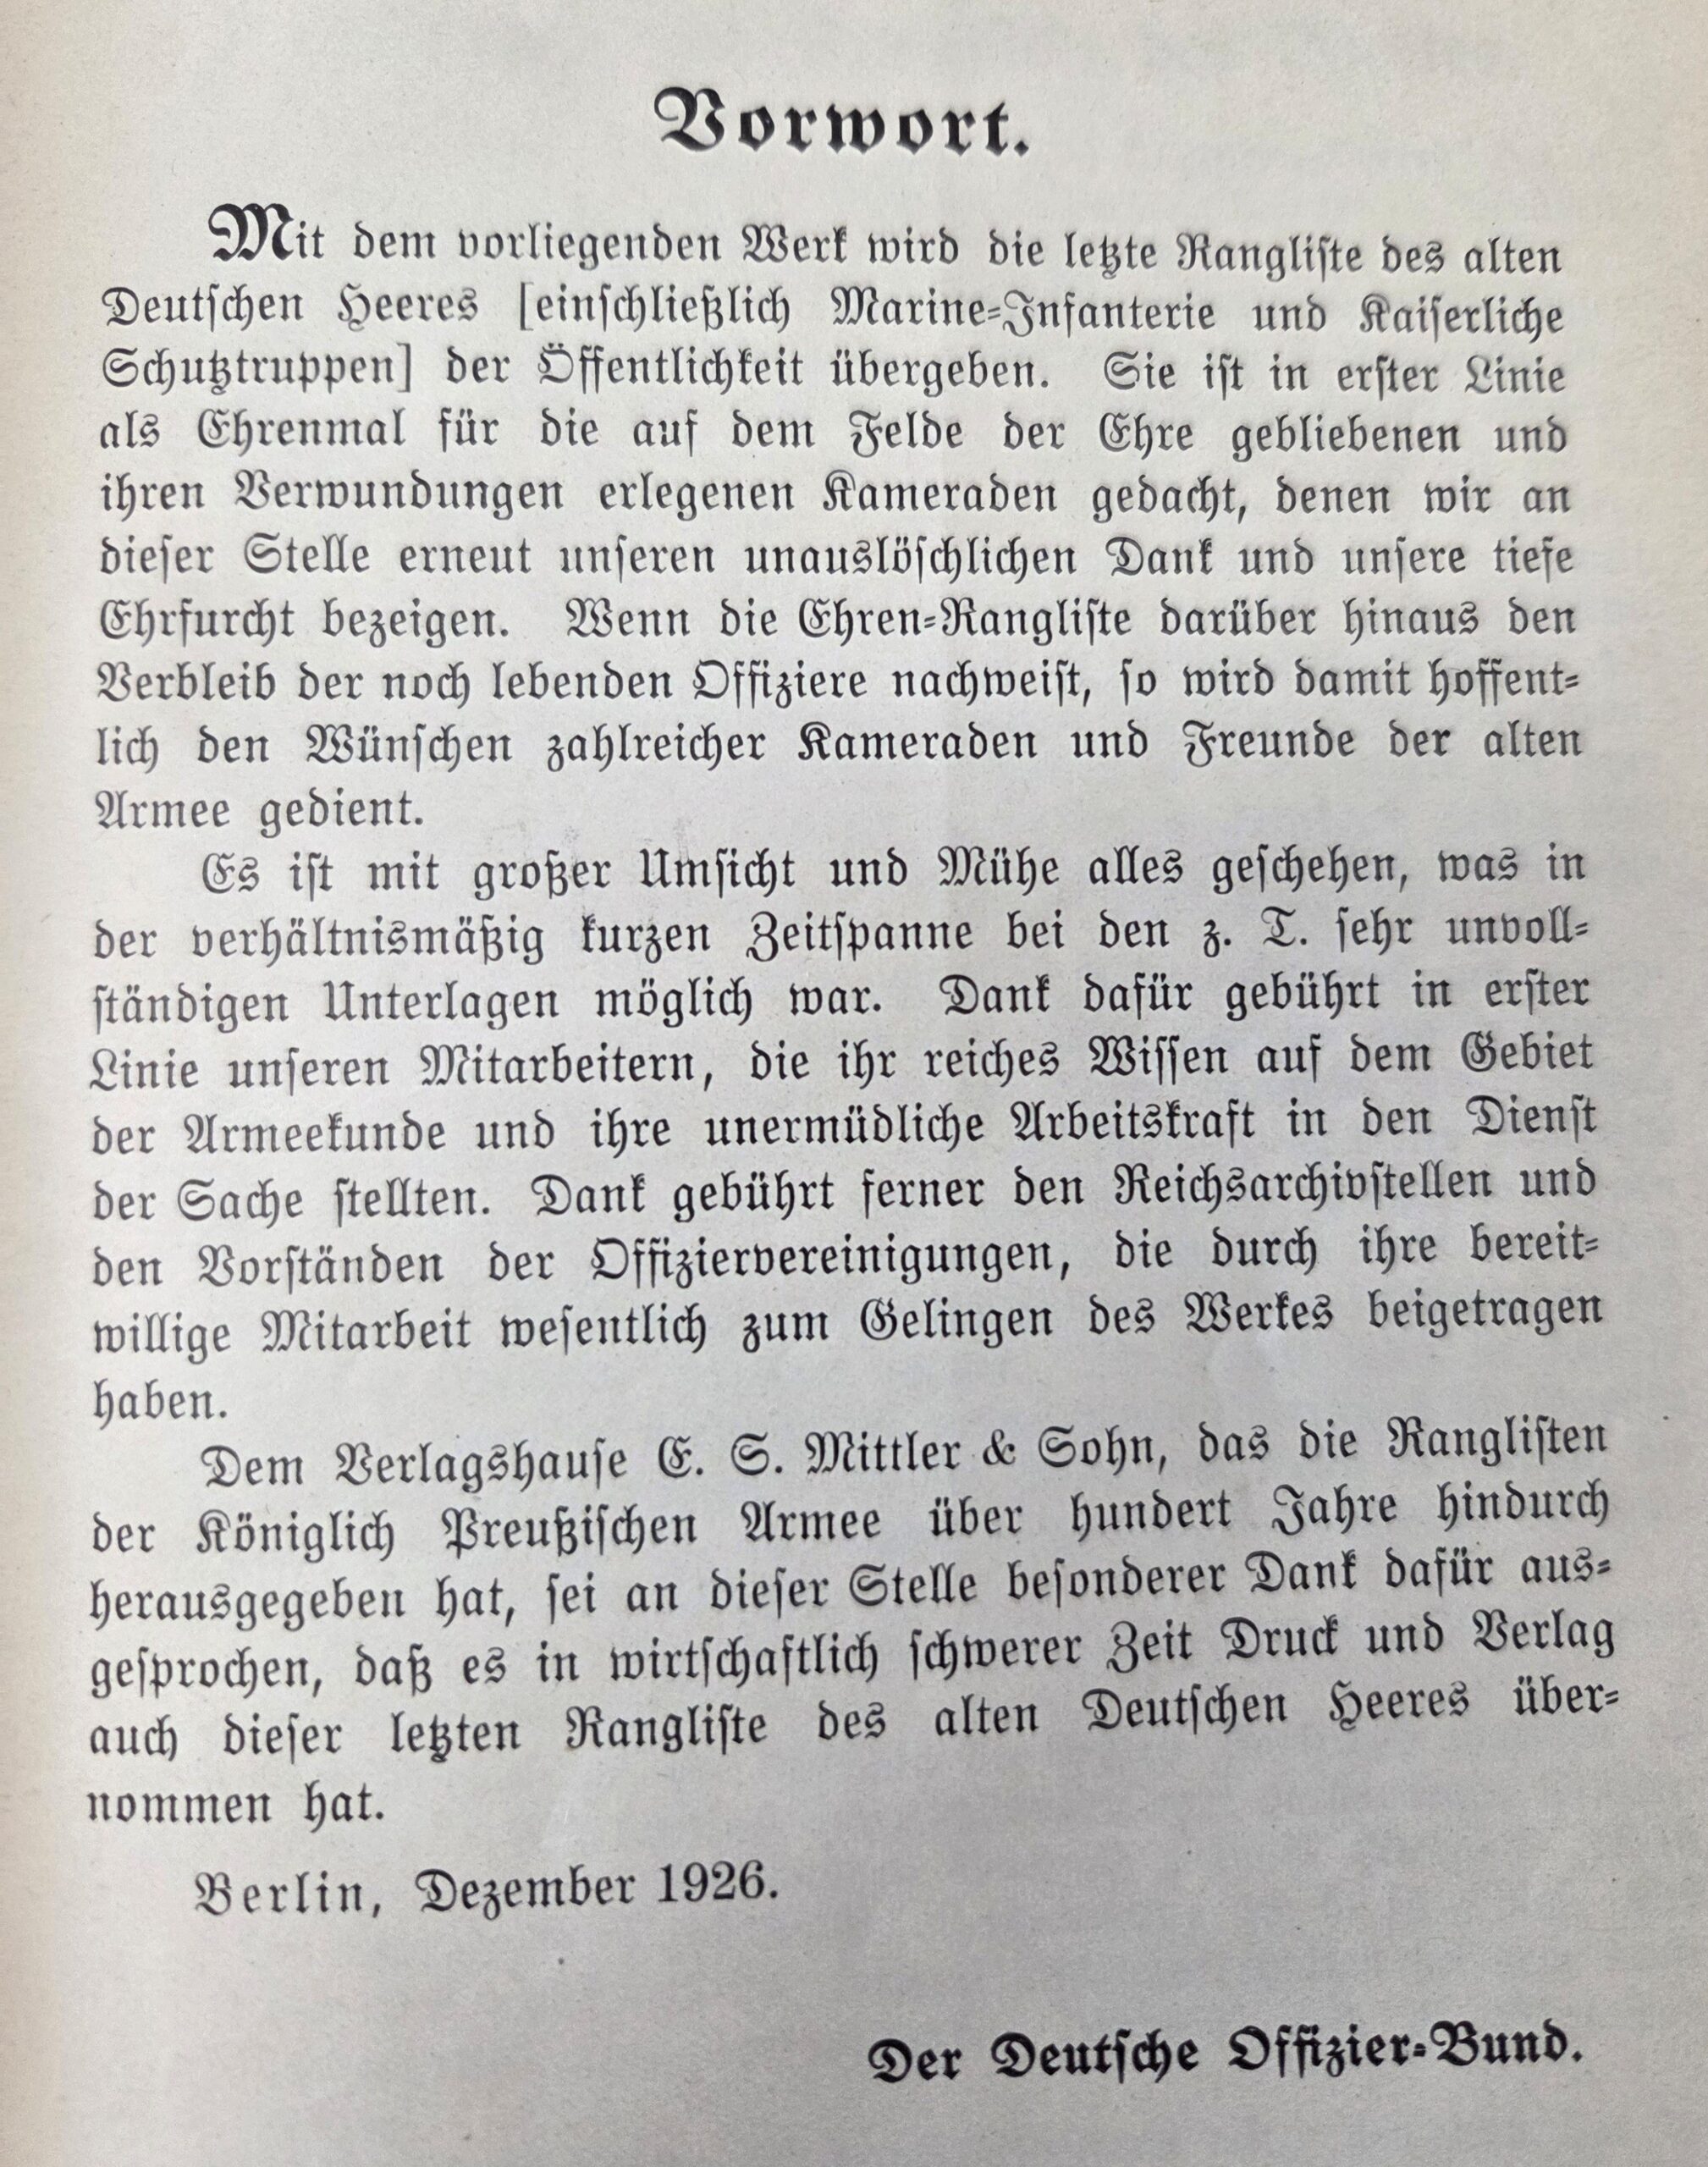 Vorwort.
Mit dem vorliegenden Werk wird die letzte Rangliste des alten
Deutschen Heeres [einschließlich Marine-Infanterie und Kaiserliche
Schutztruppen] der Öffentlichkeit übergeben. Sie ist in erster Linie
als Ehrenmal für die auf dem Felde der Ehre gebliebenen und
ihren Verwundungen erlegenen Kameraden gedacht, denen wir an
dieser Stelle erneut unseren unauslöschlichen Dank und unsere tiefe
Ehrfurcht bezeigen. Wenn die Ehren-Rangliste darüber hinaus den
Verbleib der noch lebenden Offiziere nachweist, so wird damit hoffent-
lich den Wünschen zahlreicher Kameraden und Freunde der alten
Armee gedient.
Es ist mit großer Umsicht und Mühe alles geschehen, was in
der verhältnismäßig kurzen Zeitspanne bei den z. T. sehr unvoll-
ständigen Unterlagen möglich war. Dank dafür gebührt in erster
Linie unseren Mitarbeitern, die ihr reiches Wissen auf dem Gebiet
der Armeekunde und ihre unermüdliche Arbeitskraft in den Dienst
der Sache stellten. Dank gebührt ferner den Reichsarchivstellen und
den Vorständen der Offiziervereinigungen, die durch ihre bereit-
willige Mitarbeit wesentlich zum Gelingen des Werkes beigetragen
haben.
Dem Verlagshause E. S. Mittler & Sohn, das die Ranglisten
der Königlich Preußischen Armee über hundert Jahre hindurch
herausgegeben hat, sei an dieser Stelle besonderer Dank dafür aus-
gesprochen, daß es in wirtschaftlich schwerer Zeit Druck und Verlag
auch dieser letzten Rangliste des alten Deutschen Heeres über-
nommen hat.
Berlin, Dezember 1926.
Der Deutsche Offizier-Bund.